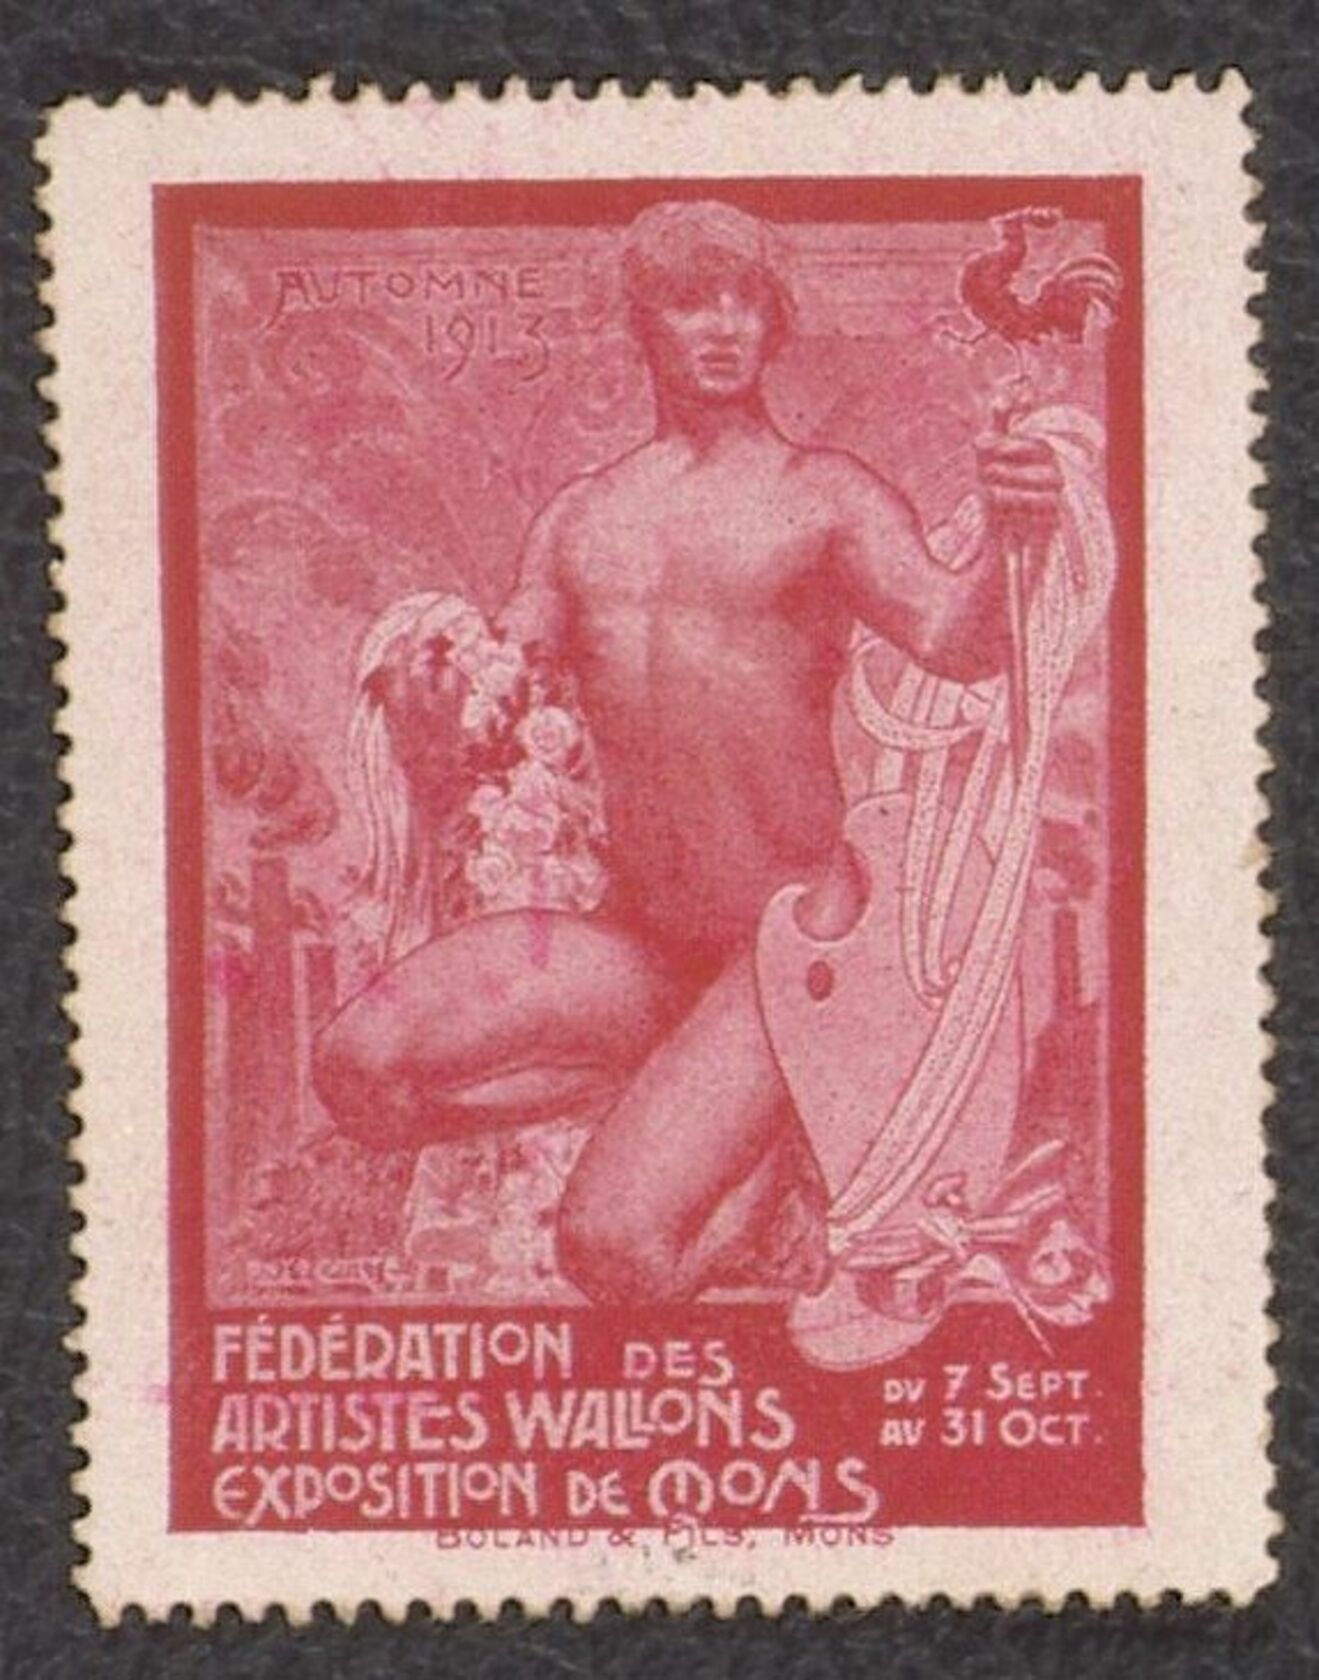 AUTOMNE
1913
FÉDÉRATION DES
ARTISTES WALLONS
EXPOSITION DE MONS
DU 7 SEPT.
AU 31 OCT.
BOLAND & FILS, MONS